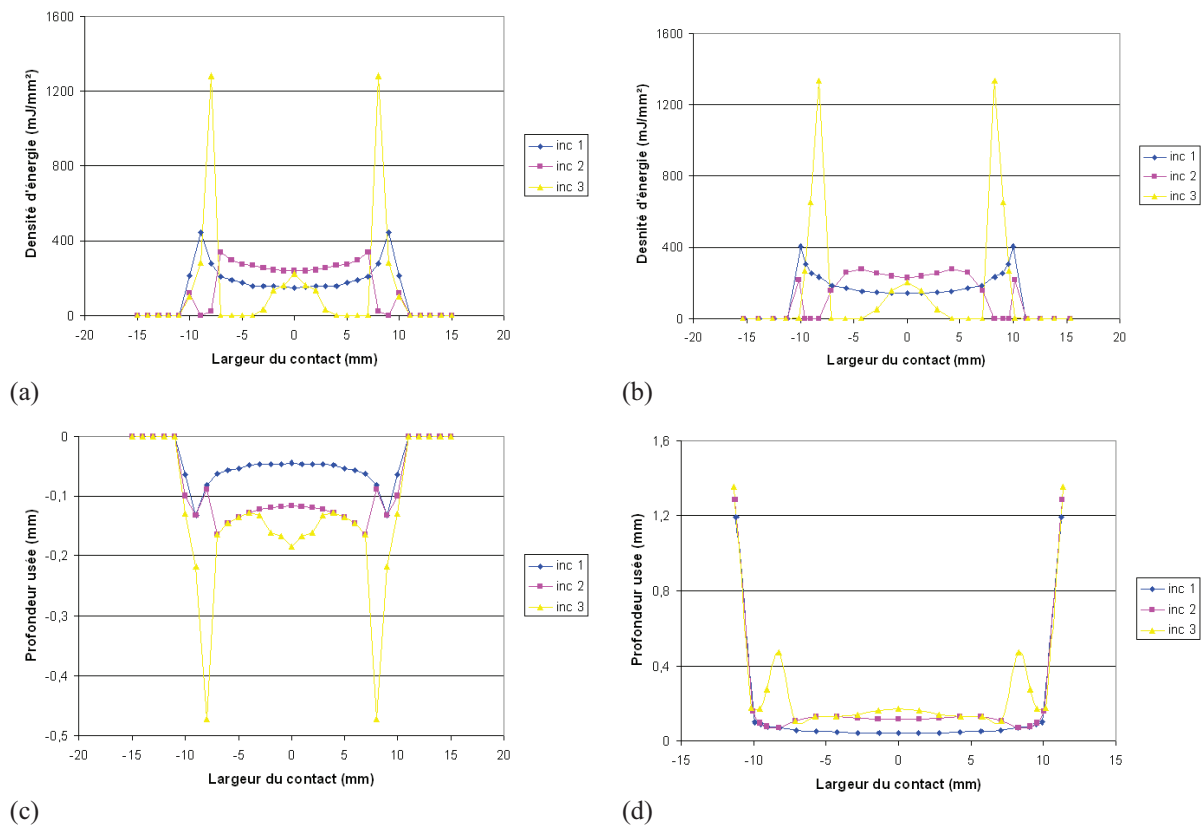 1600
1200
800
400
0
-20 -15 -10 -5 0 5 10 15 20
Densité d'énergie (mJ/mm²)
Largeur du contact (mm)
inc 1
inc 2
inc 3
(a)
1600
1200
800
400
0
-20 -15 -10 -5 0 5 10 15 20
Desnité d'énergie (mJ/mm²)
Largeur du contact (mm)
inc 1
inc 2
inc 3
(b)
0
-0,1
-0,2
-0,3
-0,4
-0,5
-20 -15 -10 -5 0 5 10 15 20
Profondeur usée (mm)
Largeur du contact (mm)
inc 1
inc 2
inc 3
(c)
1,6
1,2
0,8
0,4
0
-15 -10 -5 0 5 10 15
Profondeur usée (mm)
Largeur du contact (mm)
inc 1
inc 2
inc 3
(d)